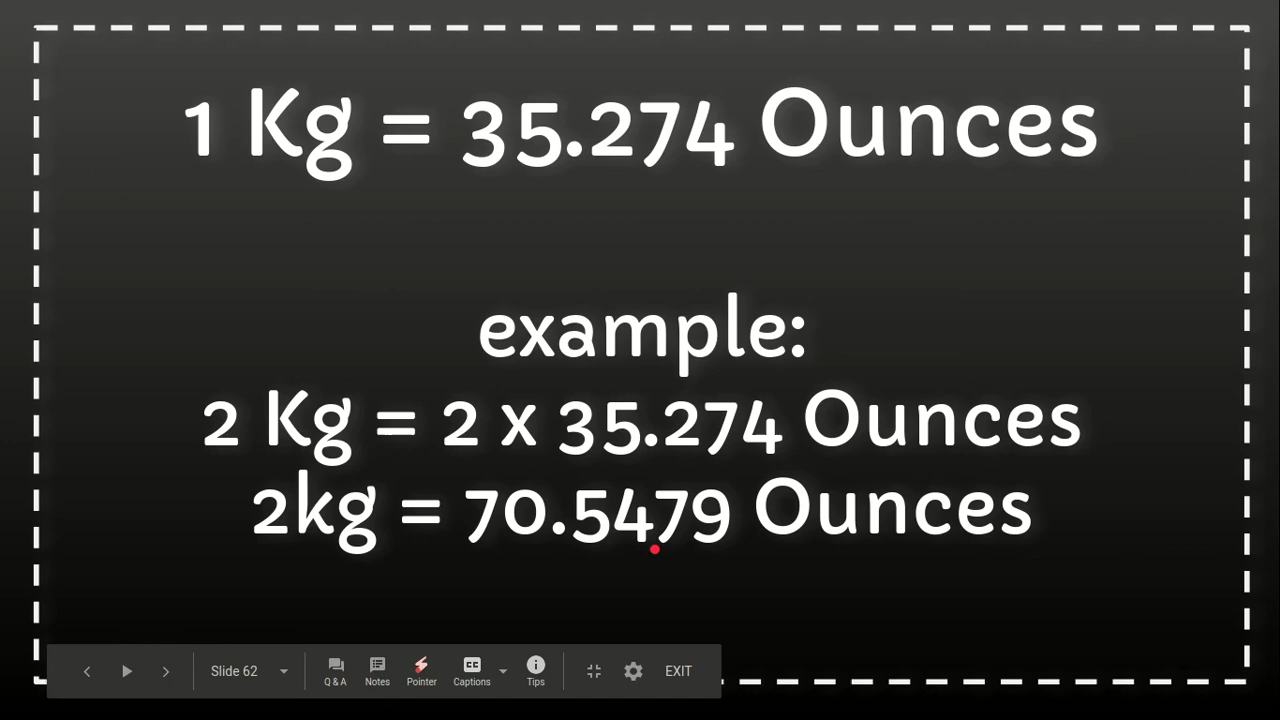 1 Kg = 35.274 Ounces
example:
2 Kg = 2 x 35.274 Ounces
2kg = 70.5479 Ounces
Slide 62
Q & A
Notes
Pointer
CC
Captions
Tips
EXIT